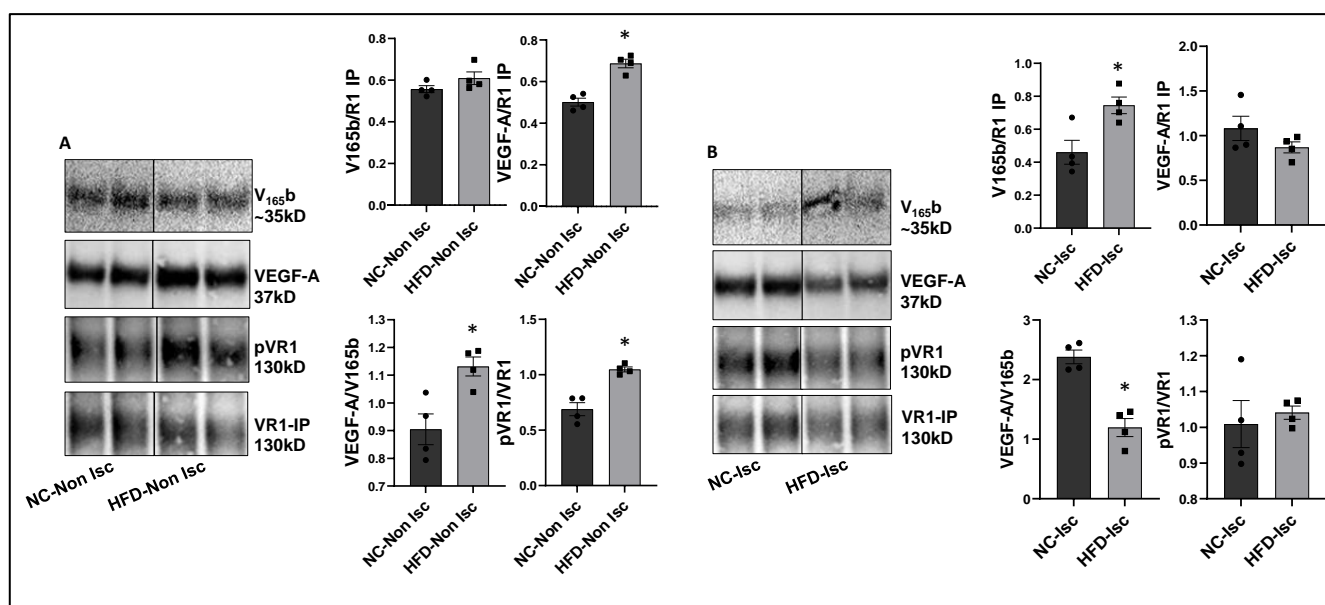 A
V₁₆₅b
~35kD
VEGF-A
37kD
pVR1
130kD
VR1-IP
130kD
NC-Non Isc
HFD-Non Isc
V165b/R1 IP
0.8
0.6
0.4
0.2
0.0
NC-Non Isc
HFD-Non Isc
VEGF-A/R1 IP
0.8
0.6
0.4
0.2
0.0
*
NC-Non Isc
HFD-Non Isc
VEGF-A/V165b
1.3
1.2
1.1
1.0
0.9
0.8
0.7
*
NC-Non Isc
HFD-Non Isc
pVR1/VR1
1.5
1.0
0.5
0.0
*
NC-Non Isc
HFD-Non Isc
B
V₁₆₅b
~35kD
VEGF-A
37kD
pVR1
130kD
VR1-IP
130kD
NC-Isc
HFD-Isc
V165b/R1 IP
1.0
0.8
0.6
0.4
0.2
0.0
*
NC-Isc
HFD-Isc
VEGF-A/R1 IP
2.0
1.5
1.0
0.5
0.0
NC-Isc
HFD-Isc
VEGF-A/V165b
3
2
1
0
*
NC-Isc
HFD-Isc
pVR1/VR1
1.3
1.2
1.1
1.0
0.9
0.8
NC-Isc
HFD-Isc